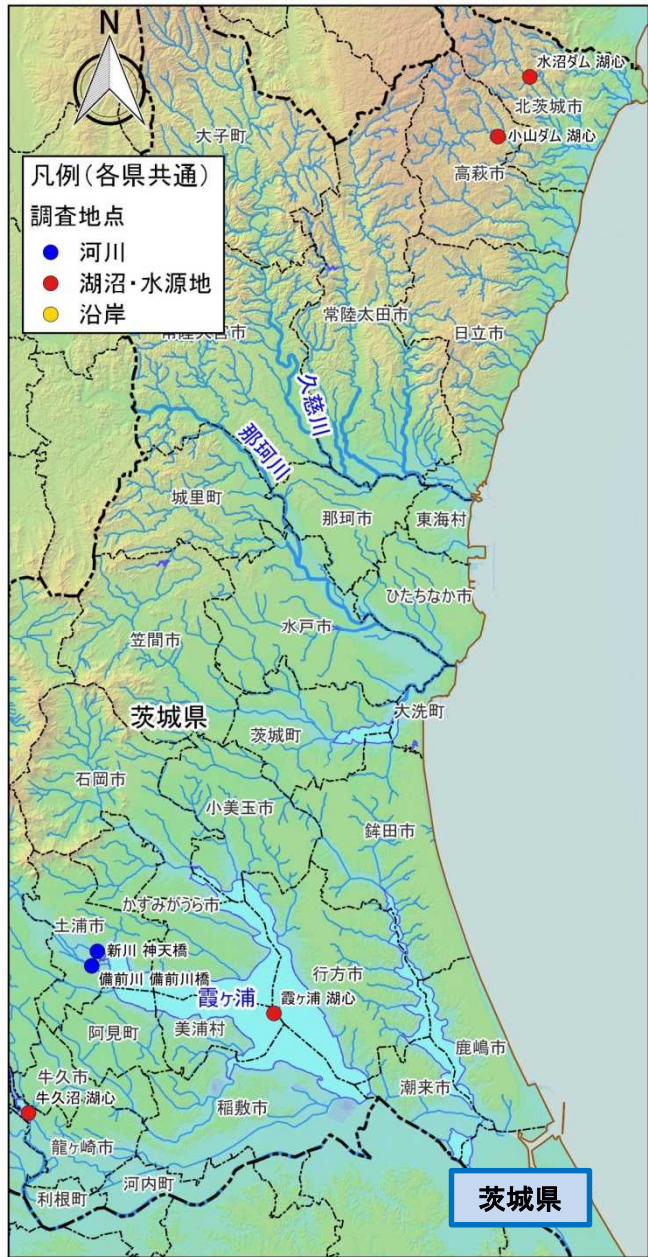 N
水沼ダム 湖心
北茨城市
小山ダム 湖心
大子町
高萩市
凡例(各県共通)
調査地点
河川
湖沼・水源地
沿岸
常陸大宮市
常陸太田市
日立市
久慈川
那珂川
城里町
那珂市
東海村
ひたちなか市
水戸市
笠間市
大洗町
茨城県
茨城町
石岡市
小美玉市
鉾田市
かすみがうら市
土浦市
新川 神天橋
備前川 備前川橋
行方市
霞ヶ浦
霞ヶ浦 湖心
美浦村
阿見町
鹿嶋市
牛久市
潮来市
牛久沼 湖心
稲敷市
龍ヶ崎市
河内町
利根町
茨城県